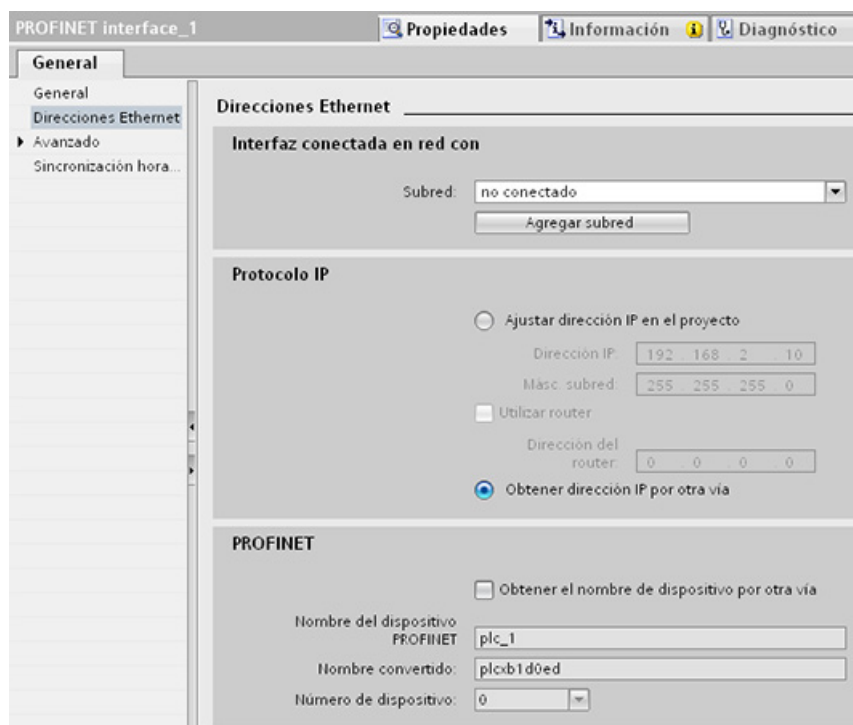 PROFINET interface_1
Propiedades
Información
Diagnóstico
General
General
Direcciones Ethernet
Avanzado
Sincronización hora...
Direcciones Ethernet
Interfaz conectada en red con
Subred: no conectado
Agregar subred
Protocolo IP
Ajustar dirección IP en el proyecto
Dirección IP: 192 . 168 . 2 . 10
Másc. subred: 255 . 255 . 255 . 0
Utilizar router
Dirección del
router: 0 . 0 . 0 . 0
Obtener dirección IP por otra vía
PROFINET
Obtener el nombre de dispositivo por otra vía
Nombre del dispositivo
PROFINET plc_1
Nombre convertido: plcxb1d0ed
Número de dispositivo: 0